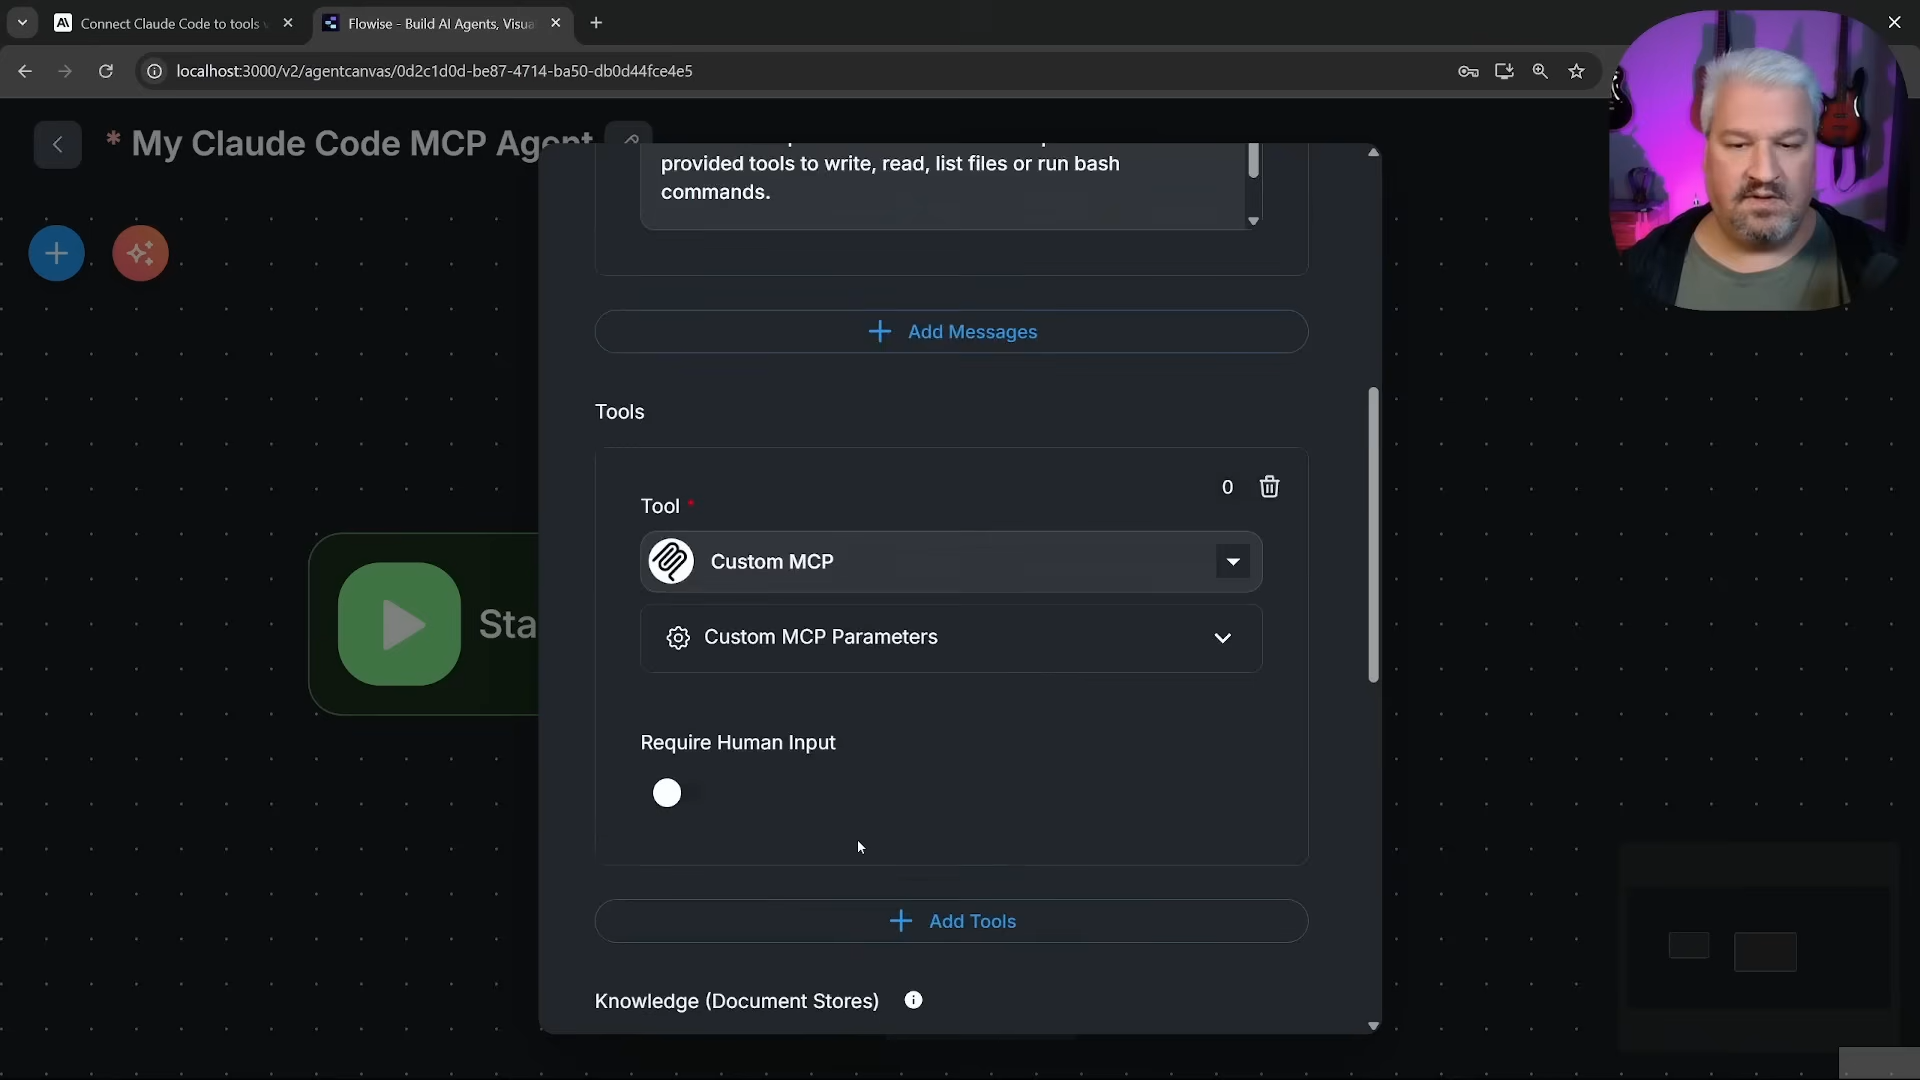 Connect Claude Code to tools
Flowise - Build AI Agents, Visua
localhost:3000/v2/agentcanvas/0d2c1d0d-be87-4714-ba50-db0d44fce4e5
* My Claude Code MCP Agent
provided tools to write, read, list files or run bash
commands.
Add Messages
Tools
0
Tool *
Custom MCP
Custom MCP Parameters
Sta
Require Human Input
Add Tools
Knowledge (Document Stores)